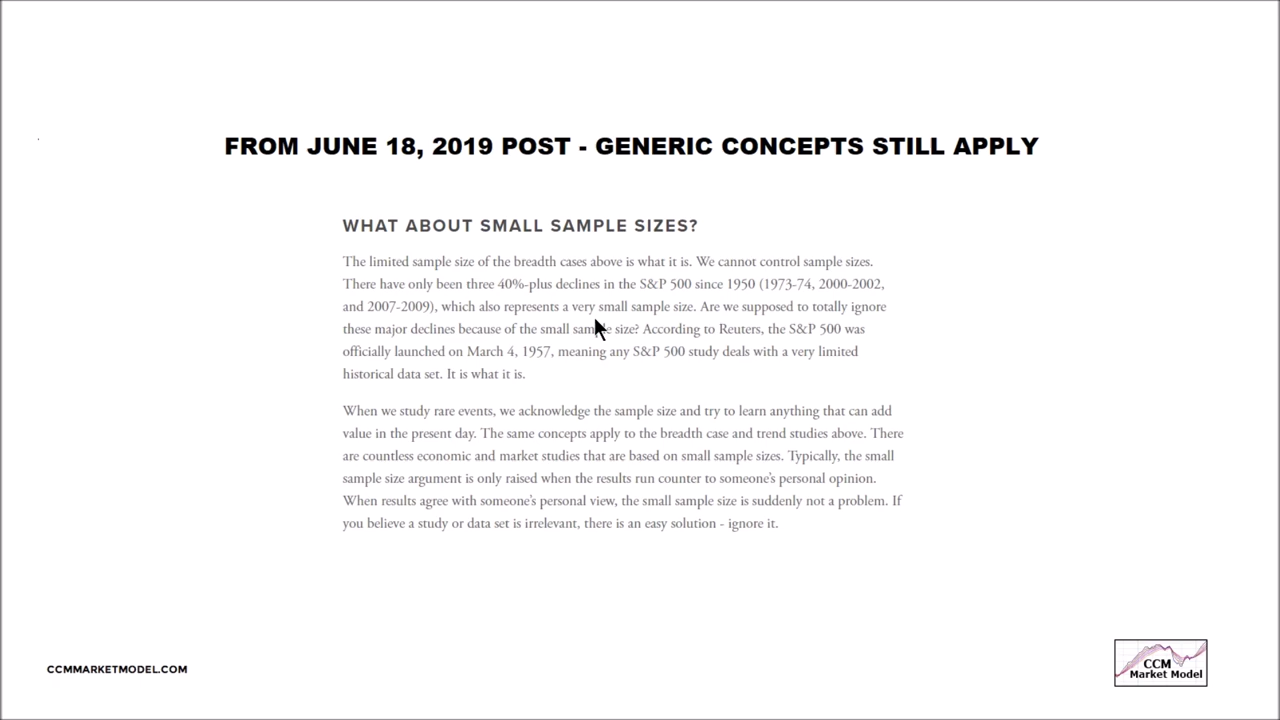 FROM JUNE 18, 2019 POST - GENERIC CONCEPTS STILL APPLY
WHAT ABOUT SMALL SAMPLE SIZES?
The limited sample size of the breadth cases above is what it is. We cannot control sample sizes.
There have only been three 40%-plus declines in the S&P 500 since 1950 (1973-74, 2000-2002,
and 2007-2009), which also represents a very small sample size. Are we supposed to totally ignore
these major declines because of the small sample size? According to Reuters, the S&P 500 was
officially launched on March 4, 1957, meaning any S&P 500 study deals with a very limited
historical data set. It is what it is.
When we study rare events, we acknowledge the sample size and try to learn anything that can add
value in the present day. The same concepts apply to the breadth case and trend studies above. There
are countless economic and market studies that are based on small sample sizes. Typically, the small
sample size argument is only raised when the results run counter to someone's personal opinion.
When results agree with someone's personal view, the small sample size is suddenly not a problem. If
you believe a study or data set is irrelevant, there is an easy solution - ignore it.
CCMMARKETMODEL.COM
CCM
Market Model